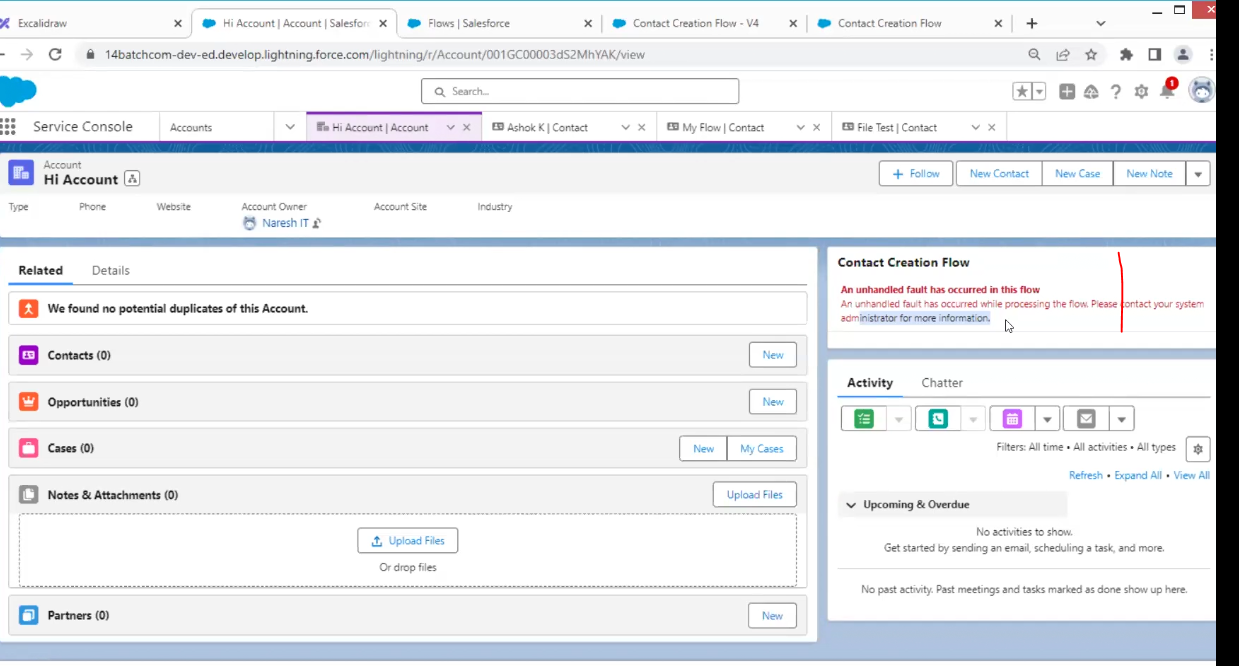 Excalidraw
Hi Account | Account | Salesfor
Flows | Salesforce
Contact Creation Flow - V4
Contact Creation Flow
14batchcom-dev-ed.develop.lightning.force.com/lightning/r/Account/001GC00003dS2MhYAK/view
Search...
1
Service Console
Accounts
Hi Account | Account
Ashok K | Contact
My Flow | Contact
File Test | Contact
Account
Hi Account
Follow
New Contact
New Case
New Note
Type
Phone
Website
Account Owner
Account Site
Industry
Naresh IT
Related
Details
We found no potential duplicates of this Account.
Contacts (0)
New
Opportunities (0)
New
Cases (0)
New
My Cases
Notes & Attachments (0)
Upload Files
Upload Files
Or drop files
Partners (0)
New
Contact Creation Flow
An unhandled fault has occurred in this flow
An unhandled fault has occurred while processing the flow. Please contact your system
administrator for more information.
Activity
Chatter
Filters: All time • All activities • All types
Refresh • Expand All • View All
Upcoming & Overdue
No activities to show.
Get started by sending an email, scheduling a task, and more.
No past activity. Past meetings and tasks marked as done show up here.